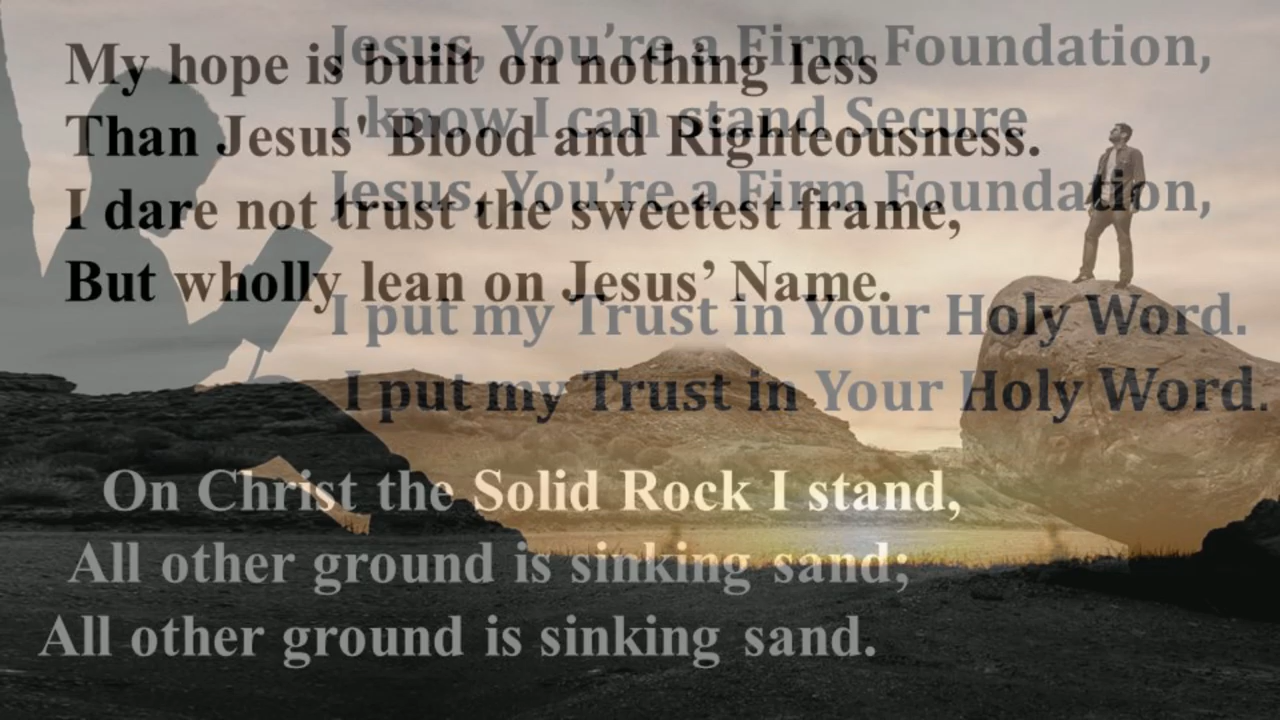 My hope is built on nothing less
Than Jesus' Blood and Righteousness.
I dare not trust the sweetest frame,
But wholly lean on Jesus’ Name.
On Christ the Solid Rock I stand,
All other ground is sinking sand;
All other ground is sinking sand.
Jesus, You’re a Firm Foundation,
I know I can stand Secure
Jesus, You’re a Firm Foundation,
I put my Trust in Your Holy Word.
I put my Trust in Your Holy Word.